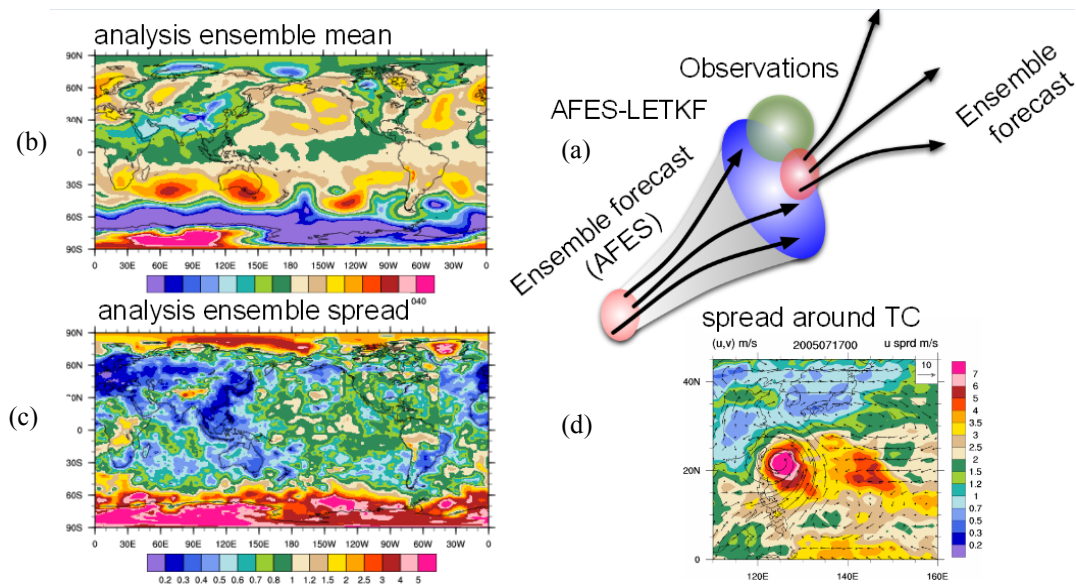 analysis ensemble mean
(b)
90N
60N
30N
0
30S
60S
90S
0 30E 60E 90E 120E 150E 180 150W 120W 90W 60W 30W 0
analysis ensemble spread
040
(c)
90N
60N
30N
0
30S
60S
90S
0 30E 60E 90E 120E 150E 180 150W 120W 90W 60W 30W 0
0.2 0.3 0.4 0.5 0.6 0.7 0.8 1 1.2 1.5 2 2.5 3 4 5
(a)
Observations
AFES-LETKF
Ensemble forecast
(AFES)
Ensemble
forecast
spread around TC
(u,v) m/s 2005071700 u sprd m/s
(d)
10
40N
20N
0
120E 140E 160E
7
6
5
4
3.5
3
2.5
2
1.5
1.2
1
0.7
0.5
0.3
0.2